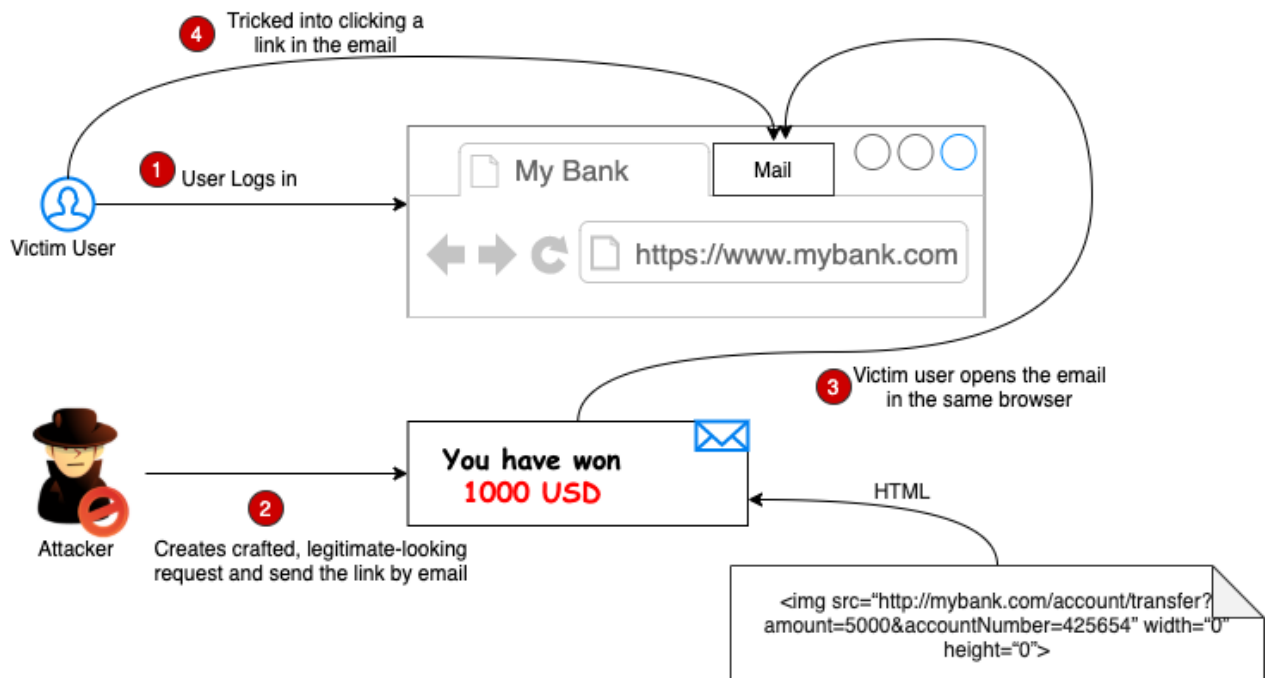 4
Tricked into clicking a
link in the email
1
User Logs in
My Bank
Mail
Victim User
https://www.mybank.com
3
Victim user opens the email
in the same browser
You have won
1000 USD
HTML
2
Attacker
Creates crafted, legitimate-looking
request and send the link by email
<img src=“http://mybank.com/account/transfer?
amount=5000&accountNumber=425654” width=“0”
height=“0”>